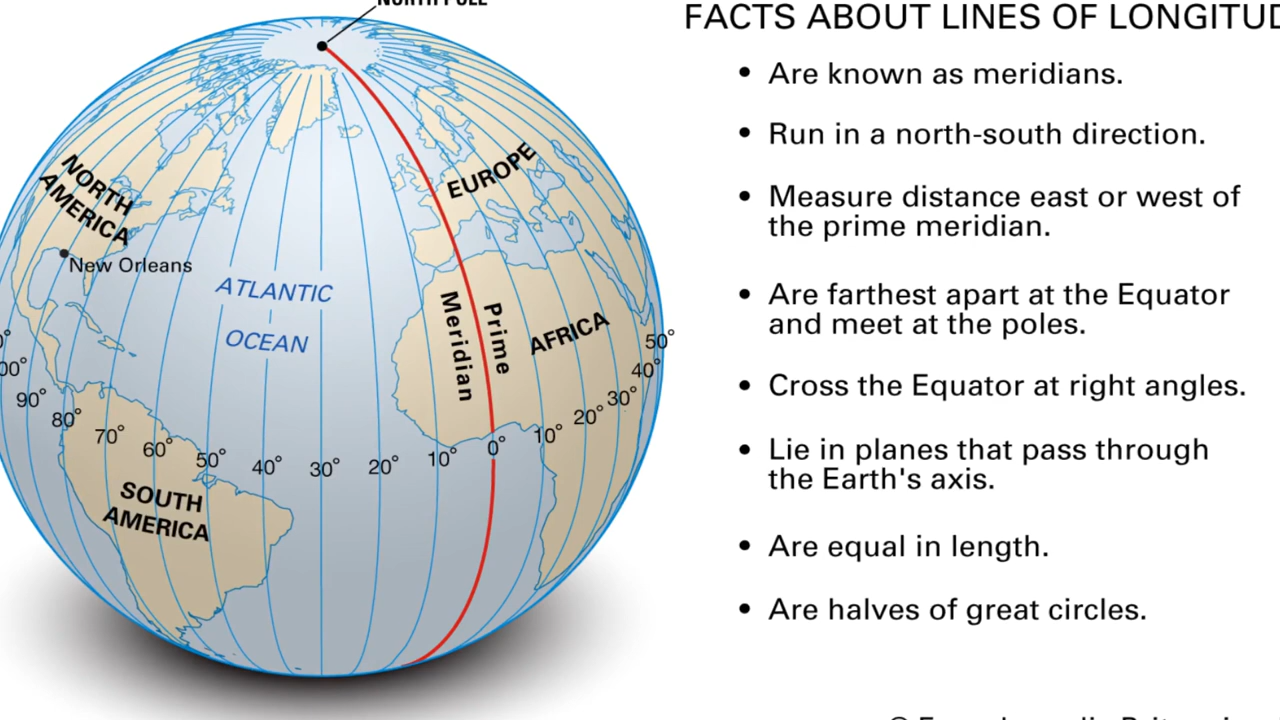 NORTH POLE
FACTS ABOUT LINES OF LONGITUD
• Are known as meridians.
• Run in a north-south direction.
• Measure distance east or west of
the prime meridian.
• Are farthest apart at the Equator
and meet at the poles.
• Cross the Equator at right angles.
• Lie in planes that pass through
the Earth's axis.
• Are equal in length.
• Are halves of great circles.
NORTH
AMERICA
New Orleans
ATLANTIC
OCEAN
EUROPE
Prime
Meridian
AFRICA
SOUTH
AMERICA
90° 80° 70° 60° 50° 40° 30° 20° 10° 0° 10° 20° 30° 40° 50°